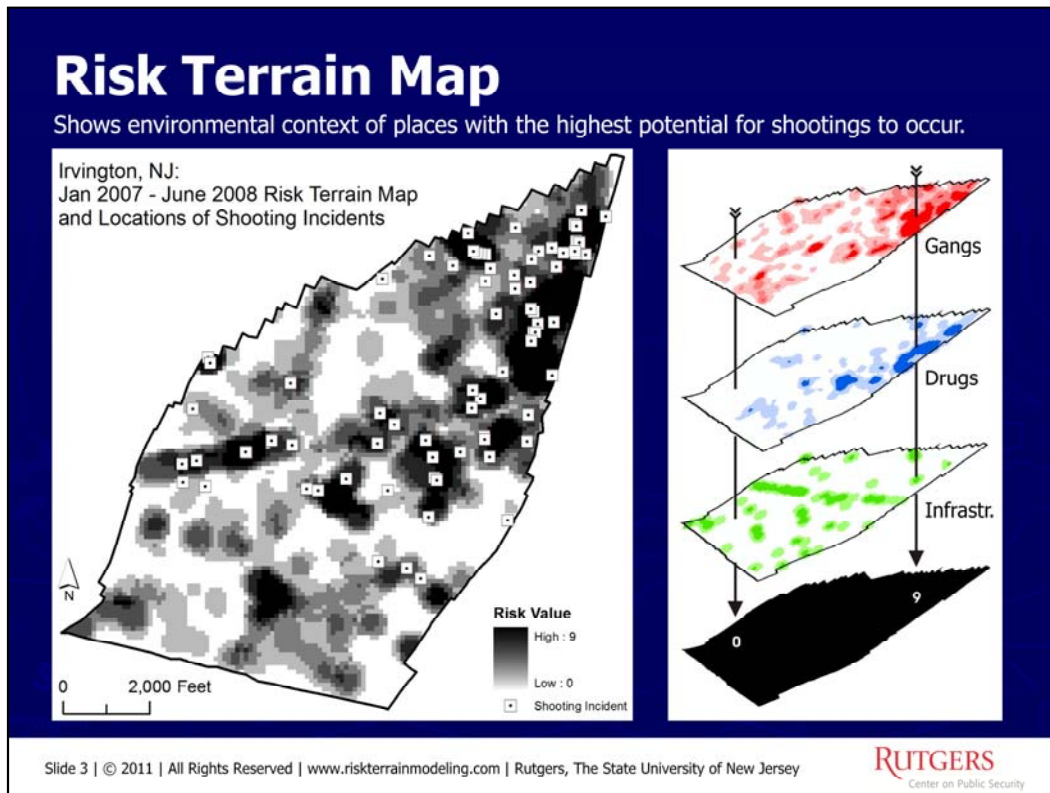 Risk Terrain Map
Shows environmental context of places with the highest potential for shootings to occur.
Irvington, NJ:
Jan 2007 - June 2008 Risk Terrain Map
and Locations of Shooting Incidents
N
0 2,000 Feet
Risk Value
High : 9
Low : 0
Shooting Incident
Gangs
Drugs
Infrastr.
9
0
Slide 3 | © 2011 | All Rights Reserved | www.riskterrainmodeling.com | Rutgers, The State University of New Jersey
RUTGERS
Center on Public Security